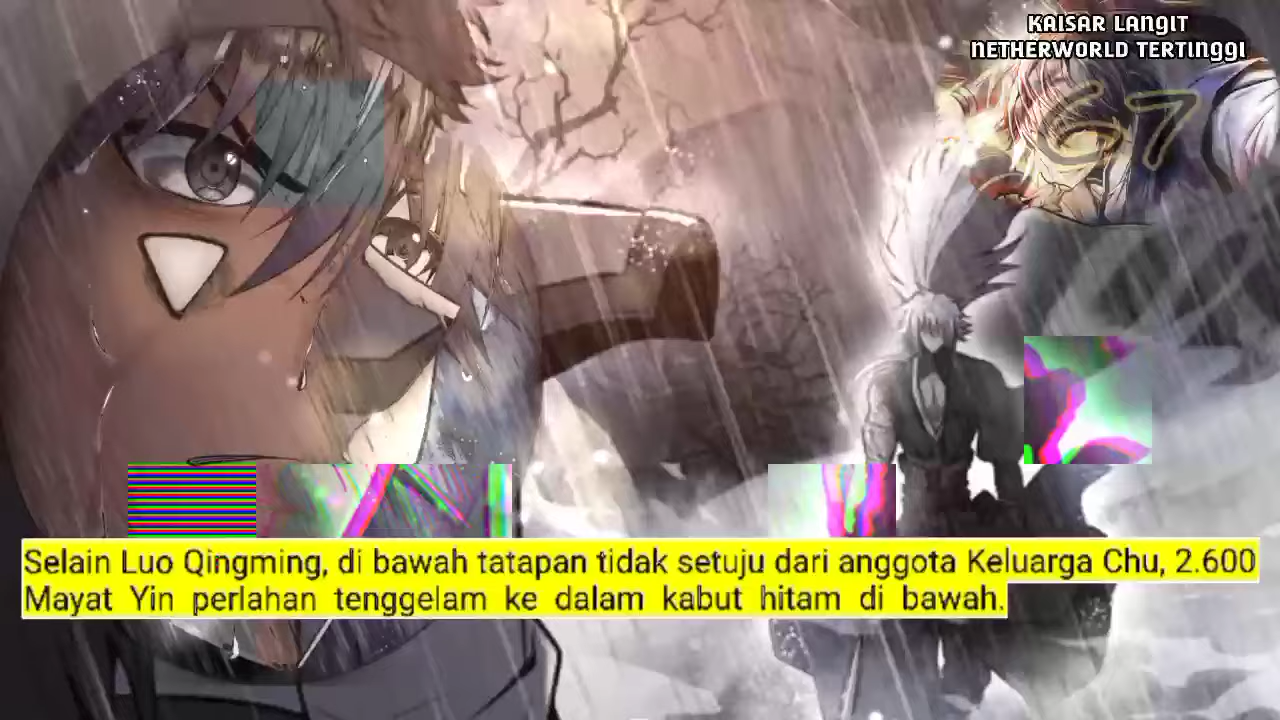 KAISAR LANGIT
NETHERWORLD TERTINGGI
67
Selain Luo Qingming, di bawah tatapan tidak setuju dari anggota Keluarga Chu, 2.600
Mayat Yin perlahan tenggelam ke dalam kabut hitam di bawah.